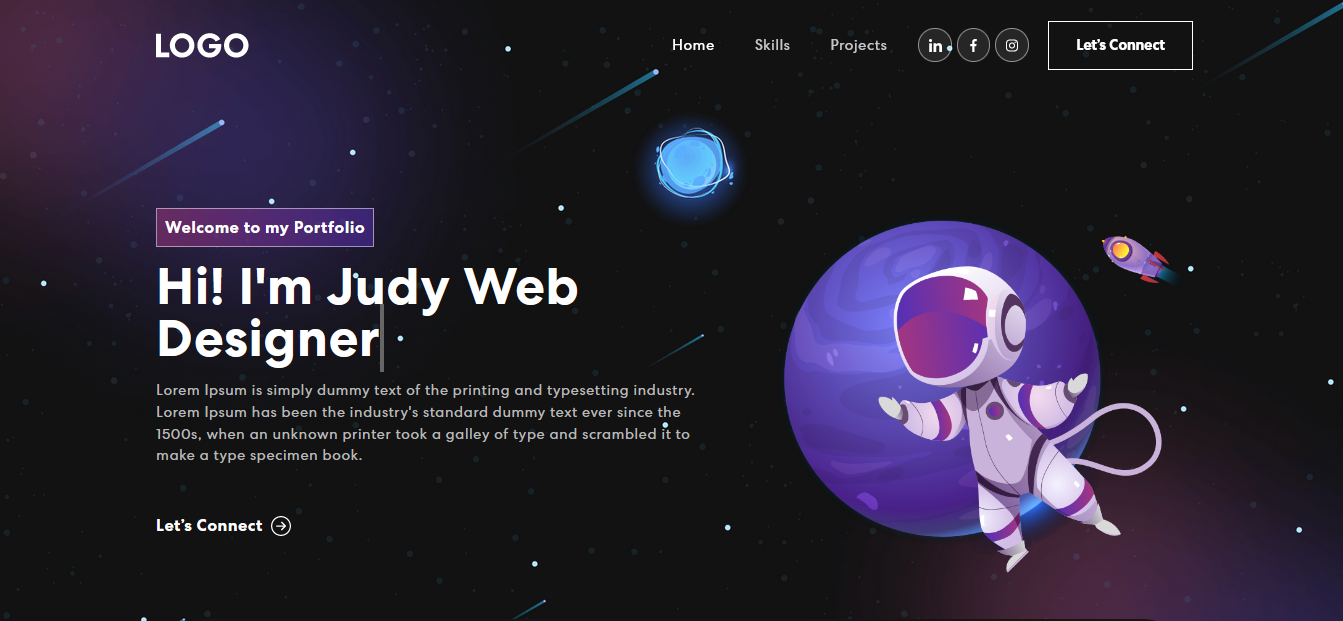 LOGO
Home
Skills
Projects
in
f
Let's Connect
Welcome to my Portfolio
Hi! I'm Judy Web
Designer
Lorem Ipsum is simply dummy text of the printing and typesetting industry.
Lorem Ipsum has been the industry's standard dummy text ever since the
1500s, when an unknown printer took a galley of type and scrambled it to
make a type specimen book.
Let's Connect